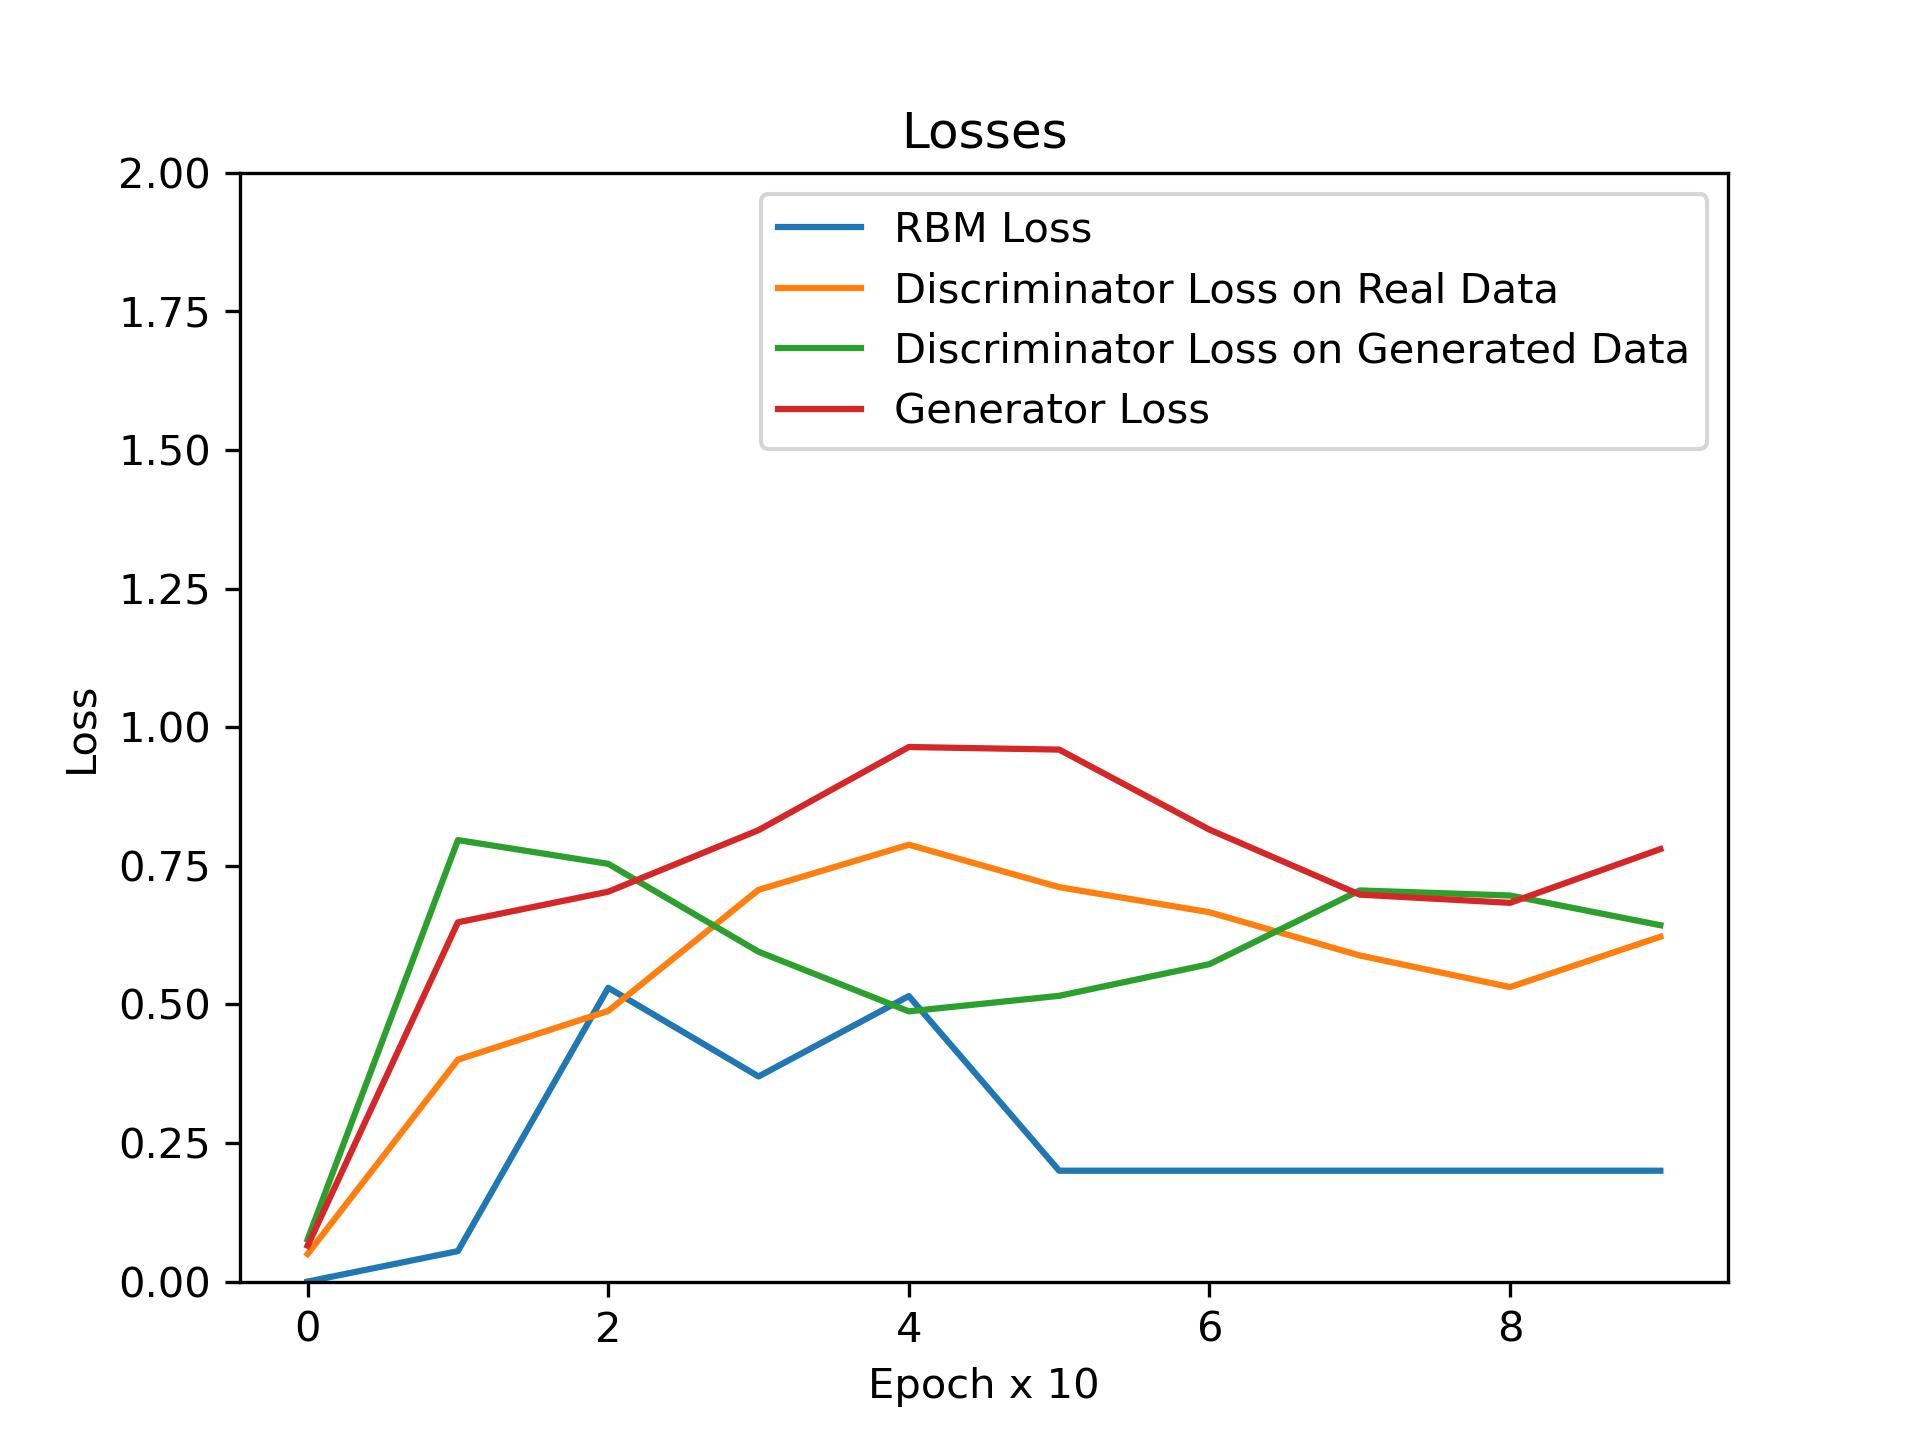 Losses
2.00
1.75
1.50
1.25
1.00
0.75
0.50
0.25
0.00
Loss
RBM Loss
Discriminator Loss on Real Data
Discriminator Loss on Generated Data
Generator Loss
0 2 4 6 8
Epoch x 10